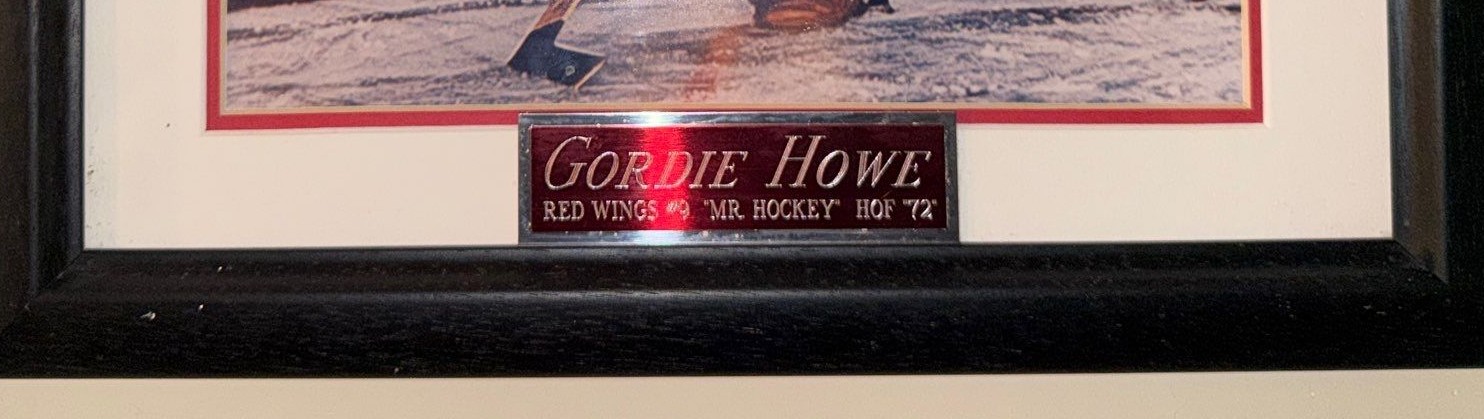 GORDIE HOWE
RED WINGS #9 "MR. HOCKEY" HOF "72"